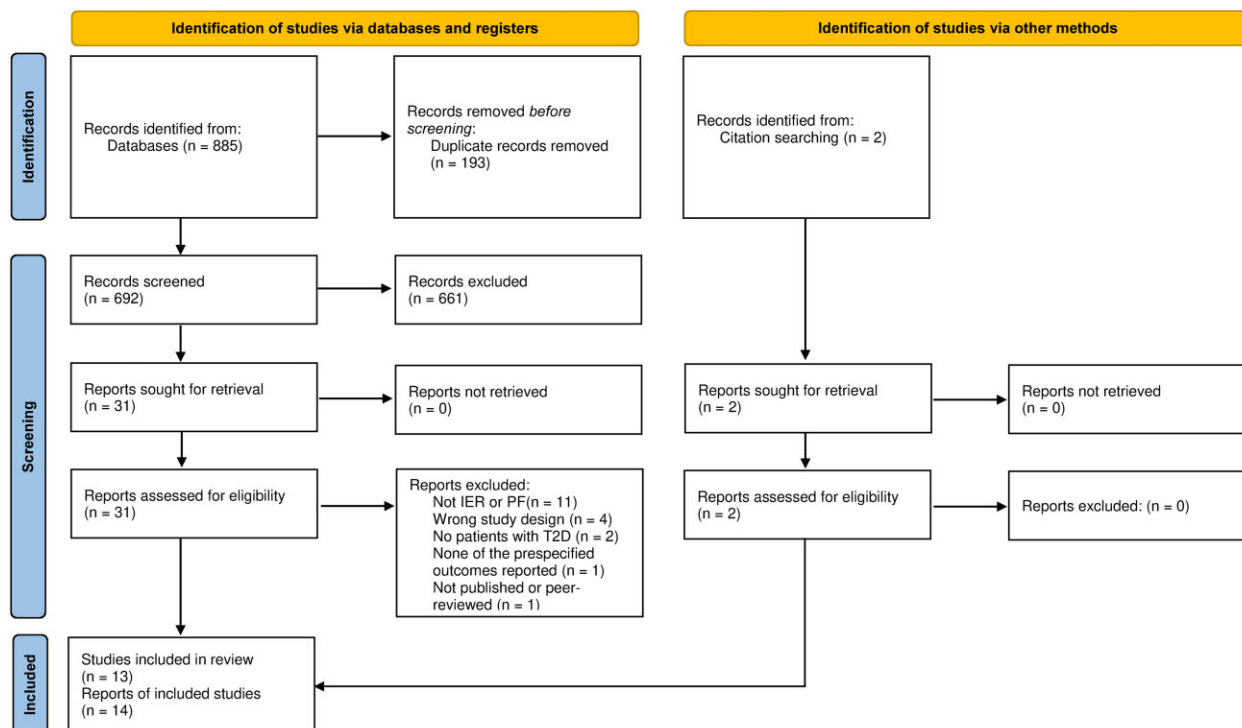 Identification of studies via databases and registers
Identification of studies via other methods
Identification
Records identified from:
Databases (n = 885)
Records removed before
screening:
Duplicate records removed
(n = 193)
Records identified from:
Citation searching (n = 2)
Screening
Records screened
(n = 692)
Records excluded
(n = 661)
Reports sought for retrieval
(n = 31)
Reports not retrieved
(n = 0)
Reports sought for retrieval
(n = 2)
Reports not retrieved
(n = 0)
Reports assessed for eligibility
(n = 31)
Reports excluded:
Not IER or PF(n = 11)
Wrong study design (n = 4)
No patients with T2D (n = 2)
None of the prespecified
outcomes reported (n = 1)
Not published or peer-
reviewed (n = 1)
Reports assessed for eligibility
(n = 2)
Reports excluded: (n = 0)
Included
Studies included in review
(n = 13)
Reports of included studies
(n = 14)